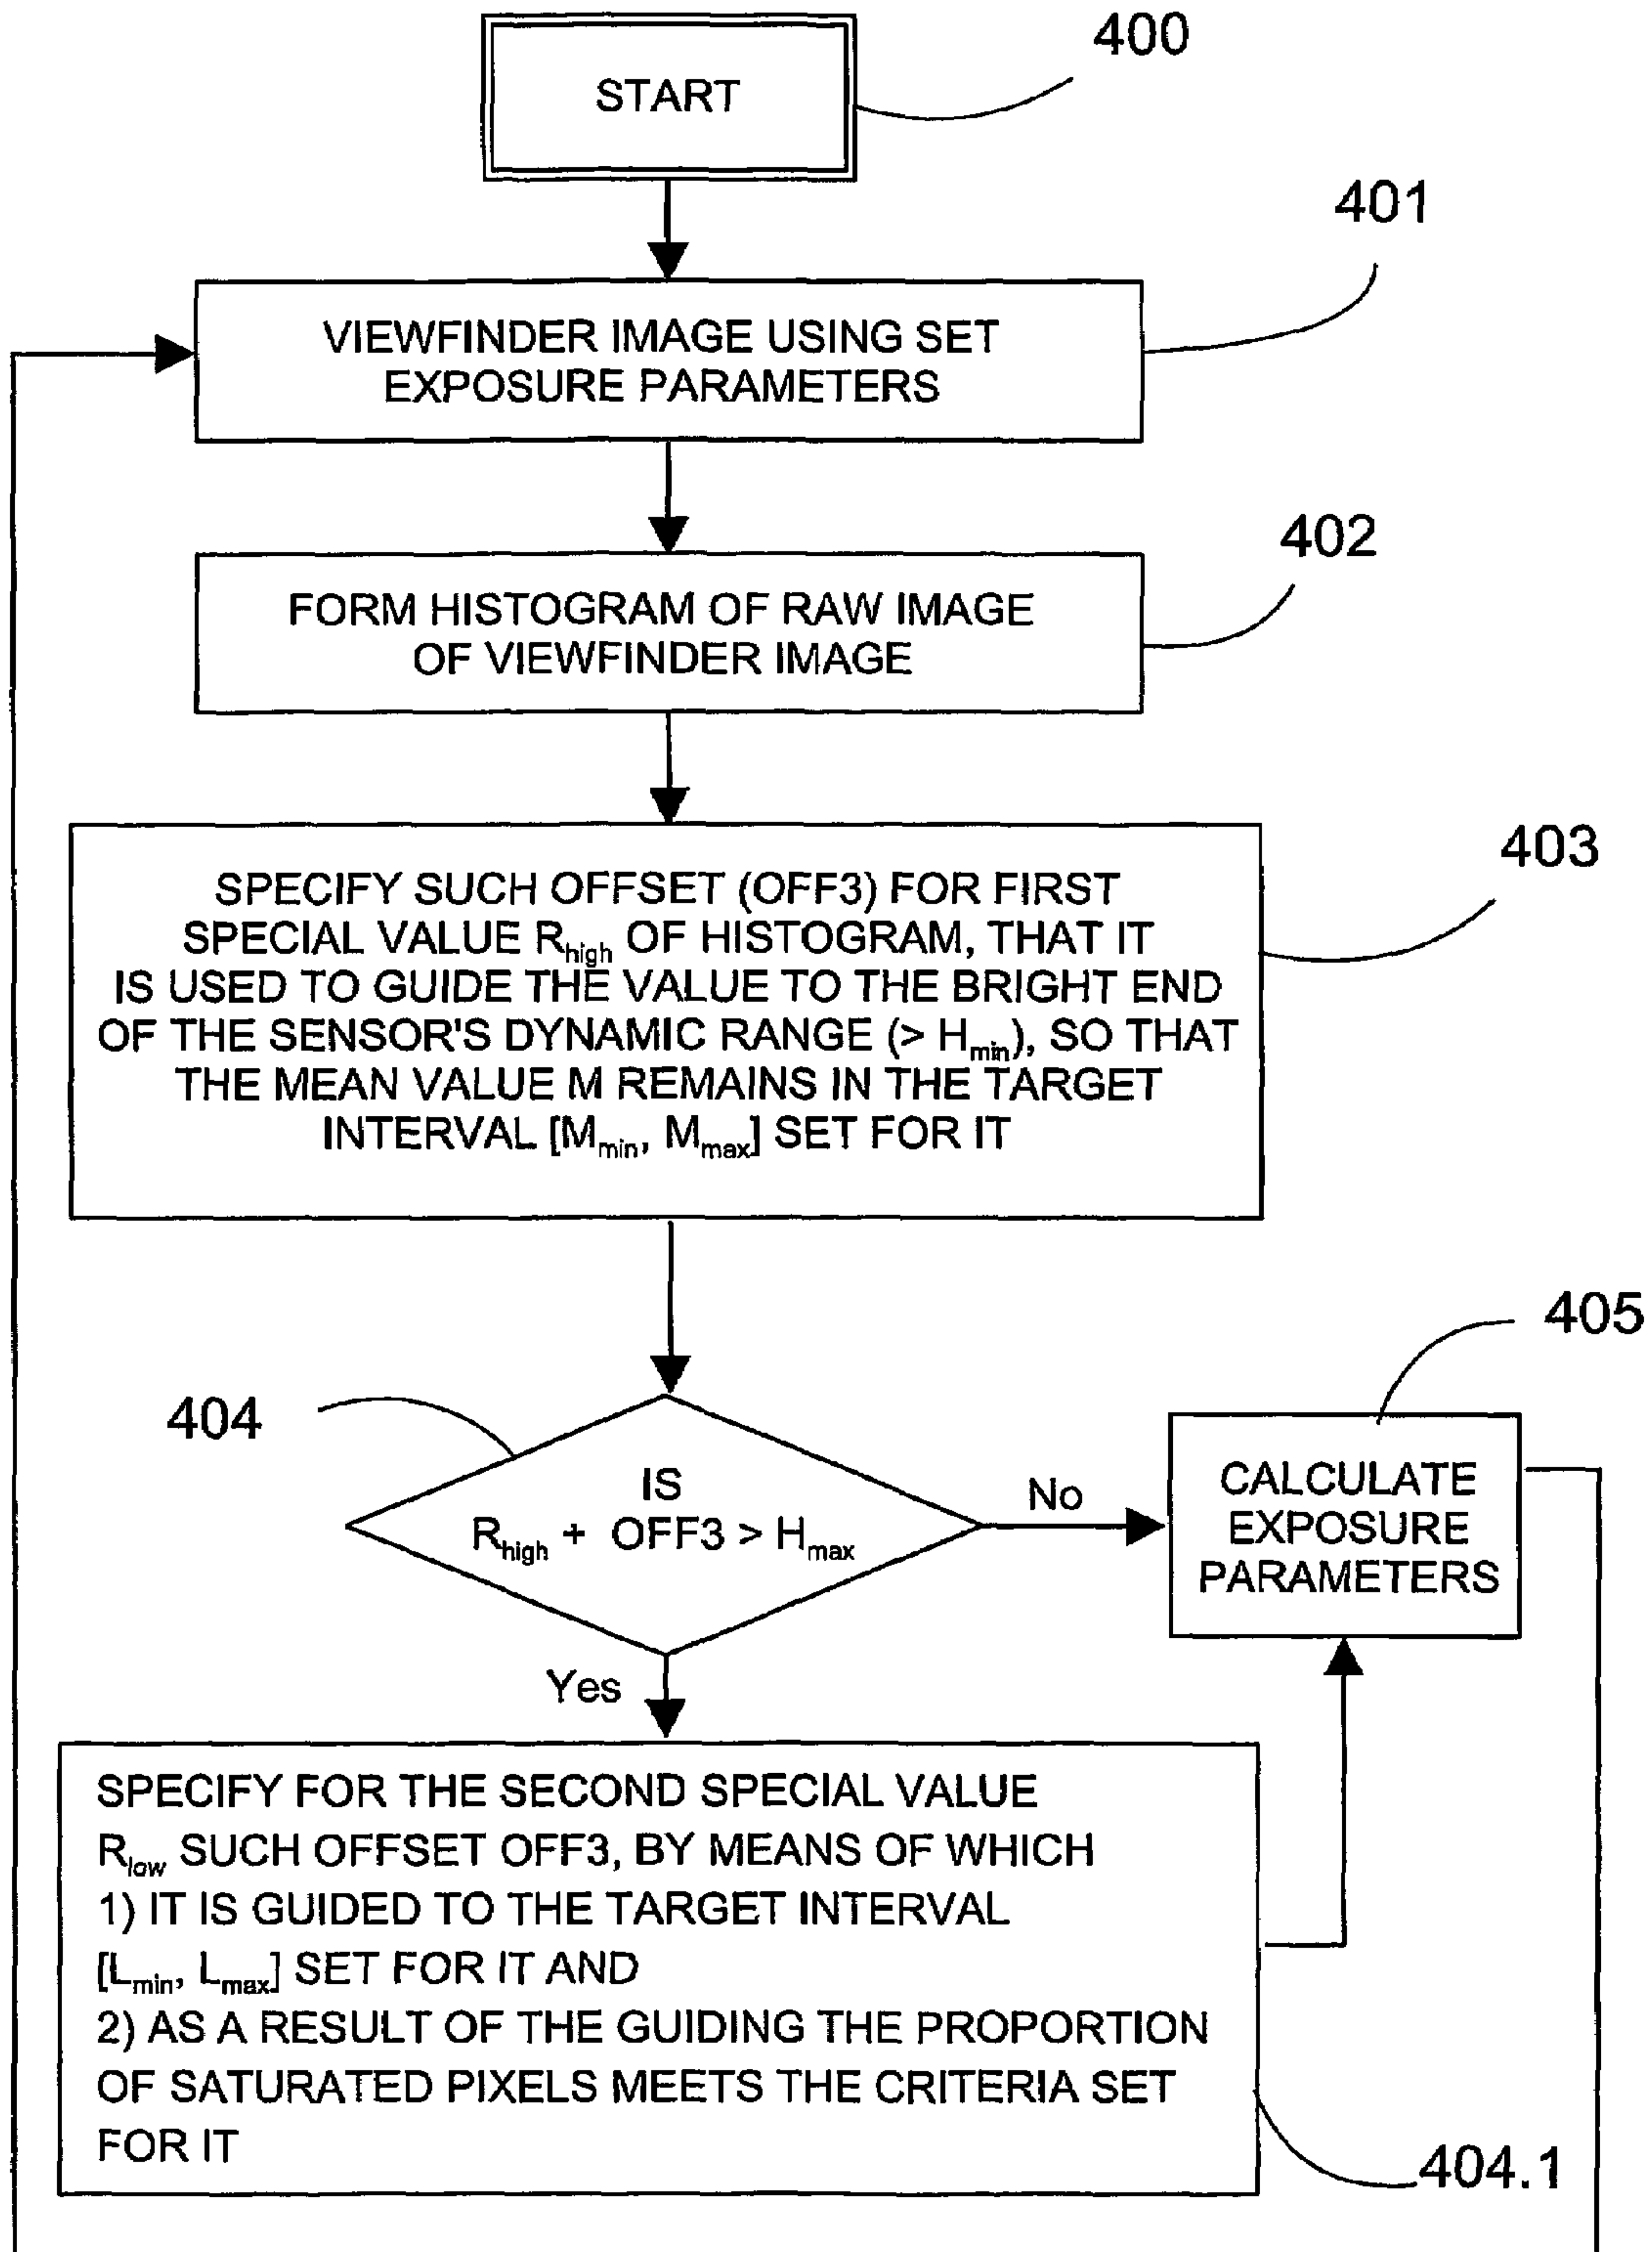 400
START
401
VIEWFINDER IMAGE USING SET
EXPOSURE PARAMETERS
402
FORM HISTOGRAM OF RAW IMAGE
OF VIEWFINDER IMAGE
403
SPECIFY SUCH OFFSET (OFF3) FOR FIRST
SPECIAL VALUE Rhigh OF HISTOGRAM, THAT IT
IS USED TO GUIDE THE VALUE TO THE BRIGHT END
OF THE SENSOR'S DYNAMIC RANGE (> Hmin), SO THAT
THE MEAN VALUE M REMAINS IN THE TARGET
INTERVAL [Mmin, Mmax] SET FOR IT
404
IS
Rhigh + OFF3 > Hmax
No
405
CALCULATE
EXPOSURE
PARAMETERS
Yes
SPECIFY FOR THE SECOND SPECIAL VALUE
Rlow SUCH OFFSET OFF3, BY MEANS OF WHICH
1) IT IS GUIDED TO THE TARGET INTERVAL
[Lmin, Lmax] SET FOR IT AND
2) AS A RESULT OF THE GUIDING THE PROPORTION
OF SATURATED PIXELS MEETS THE CRITERIA SET
FOR IT
404.1